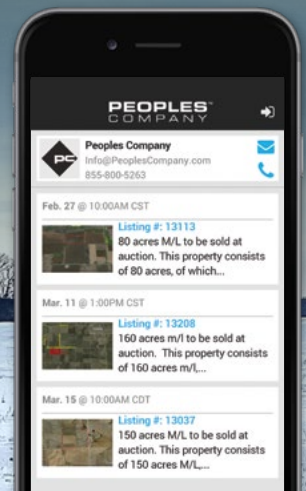 PEOPLES™
COMPANY
PC
Peoples Company
Info@PeoplesCompany.com
855-800-5263
Feb. 27 @ 10:00AM CST
Listing #: 13113
80 acres M/L to be sold at
auction. This property consists
of 80 acres, of which...
Mar. 11 @ 1:00PM CST
Listing #: 13208
160 acres m/l to be sold at
auction.  This property consists
of 160 acres m/l,...
Mar. 15 @ 10:00AM CDT
Listing #: 13037
150 acres M/L to be sold at
auction. This property consists
of 150 acres M/L,...